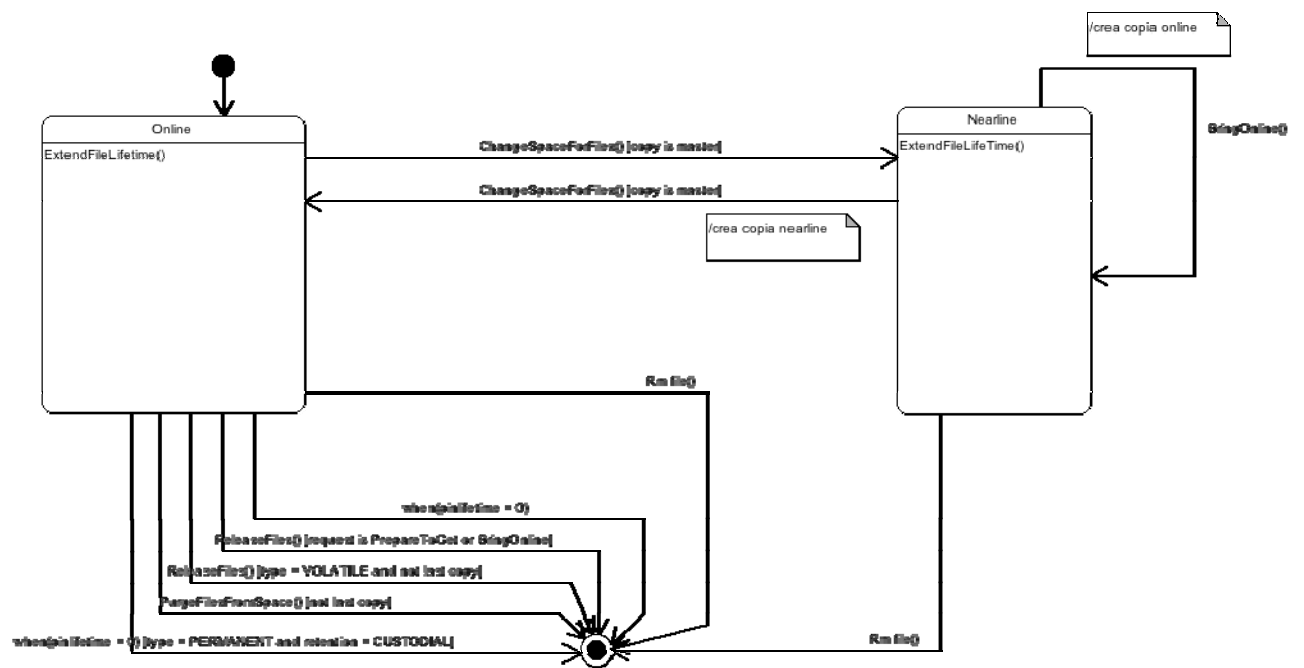 /crea copia online
Online
Nearline
BringOnline()
ExtendFileLifetime()
ChangeSpaceForFiles() [copy is master]
ExtendFileLifeTime()
ChangeSpaceForFiles() [copy is master]
/crea copia nearline
Rm file()
when(pinlifetime = 0)
ReleaseFiles() [request is PrepareToGet or BringOnline]
ReleaseFiles() [type = VOLATILE and not last copy]
PurgeFilesFromSpace() [not last copy]
when(pinlifetime = 0) [type = PERMANENT and retention = CUSTODIAL]
Rm file()